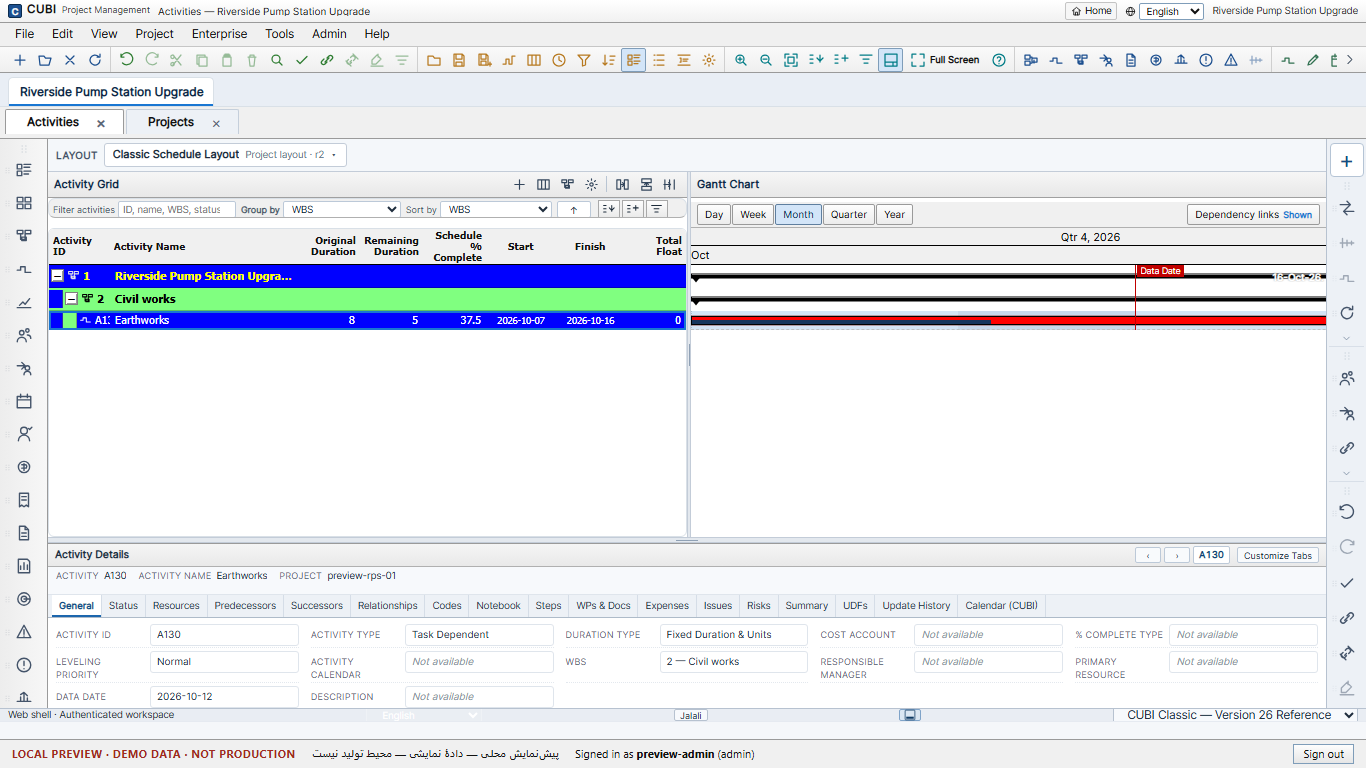 CUBI Project Management Activities — Riverside Pump Station Upgrade Home English Riverside Pump Station Upgrade
File Edit View Project Enterprise Tools Admin Help
Full Screen
Riverside Pump Station Upgrade
Activities Projects
LAYOUT Classic Schedule Layout Project layout · r2
Activity Grid
Filter activities ID, name, WBS, status Group by WBS Sort by WBS
Activity ID Activity Name Original Duration Remaining Duration Schedule % Complete Start Finish Total Float
1 Riverside Pump Station Upgra...
2 Civil works
A13 Earthworks 8 5 37.5 2026-10-07 2026-10-16 0
Gantt Chart
Day Week Month Quarter Year Dependency links Shown
Qtr 4, 2026
Oct
Data Date 16-Oct-26
Activity Details A130 Customize Tabs
ACTIVITY A130 ACTIVITY NAME Earthworks PROJECT preview-rps-01
General Status Resources Predecessors Successors Relationships Codes Notebook Steps WPs & Docs Expenses Issues Risks Summary UDFs Update History Calendar (CUBI)
ACTIVITY ID A130 ACTIVITY TYPE Task Dependent DURATION TYPE Fixed Duration & Units COST ACCOUNT Not available % COMPLETE TYPE Not available
LEVELING PRIORITY Normal ACTIVITY CALENDAR Not available WBS 2 — Civil works RESPONSIBLE MANAGER Not available PRIMARY RESOURCE Not available
DATA DATE 2026-10-12 DESCRIPTION Not available
Web shell · Authenticated workspace English Jalali CUBI Classic — Version 26 Reference
LOCAL PREVIEW · DEMO DATA · NOT PRODUCTION پیش‌نمایش محلی — دادهٔ نمایشی — محیط تولید نیست Signed in as preview-admin (admin) Sign out